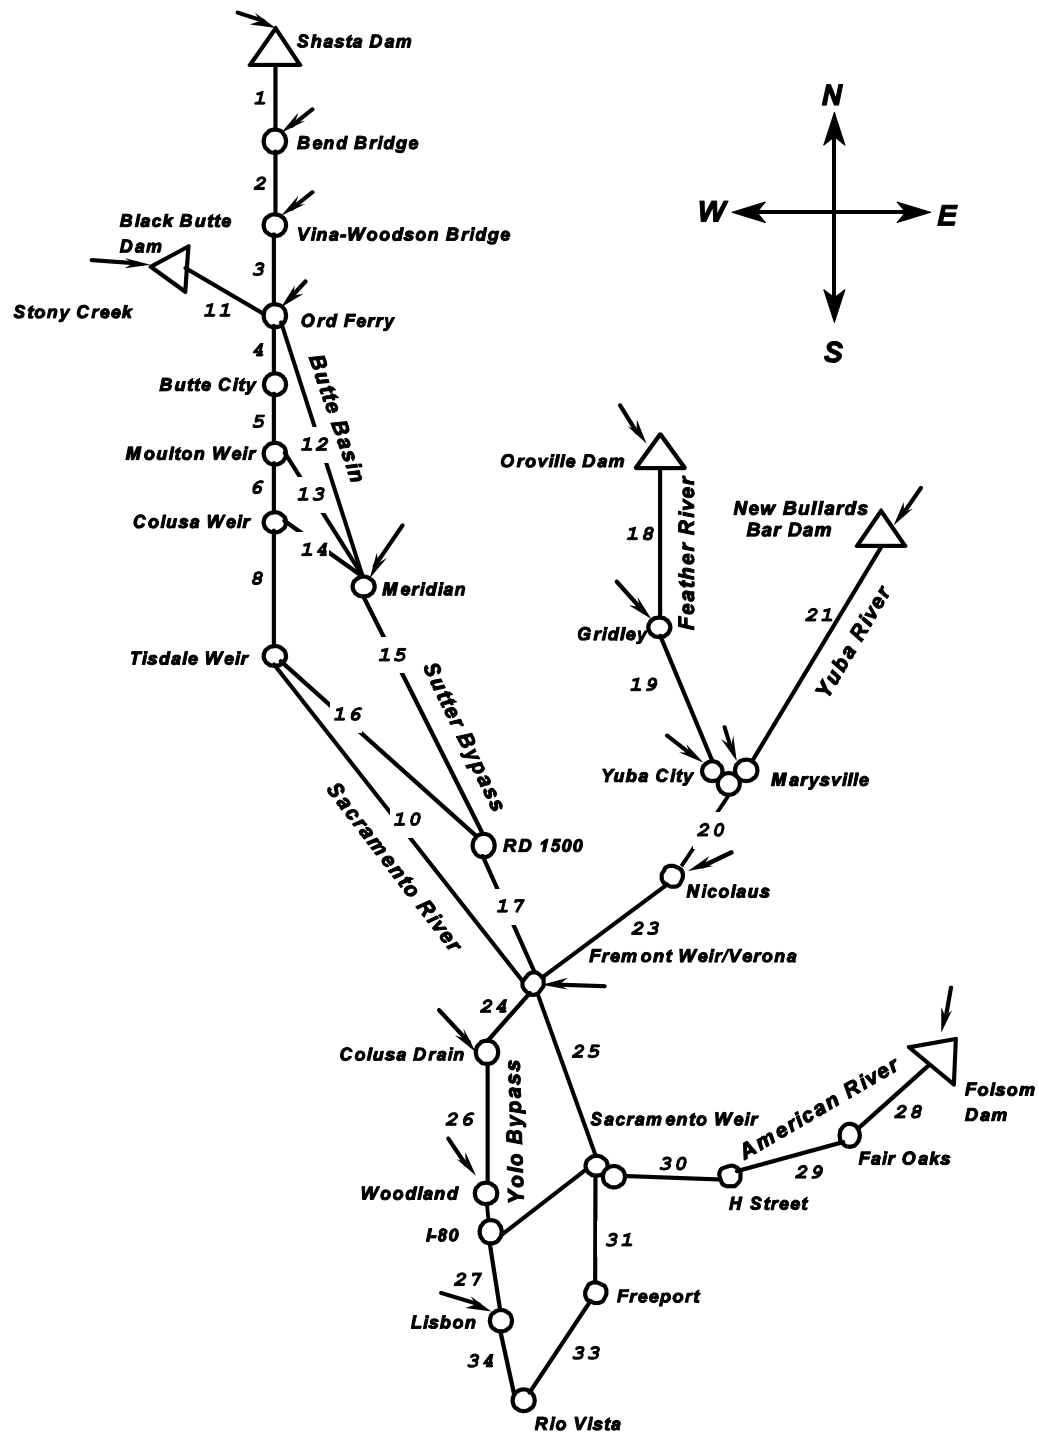 Shasta Dam
1
N
Bend Bridge
2
W
E
Black Butte
Dam
Vina-Woodson Bridge
3
11
Stony Creek
Ord Ferry
S
4
Butte City
Butte Basin
5
12
Moulton Weir
Oroville Dam
6
13
New Bullards
Bar Dam
Colusa Weir
18
Feather River
14
8
Meridian
21
Yuba River
Gridley
15
Tisdale Weir
19
16
Sutter Bypass
Yuba City
Marysville
Sacramento River
10
20
RD 1500
Nicolaus
17
23
Fremont Weir/Verona
24
Colusa Drain
25
Yolo Bypass
American River
Folsom
Dam
28
26
Sacramento Weir
Fair Oaks
30
29
Woodland
H Street
I-80
31
27
Freeport
Lisbon
34
33
Rio Vista